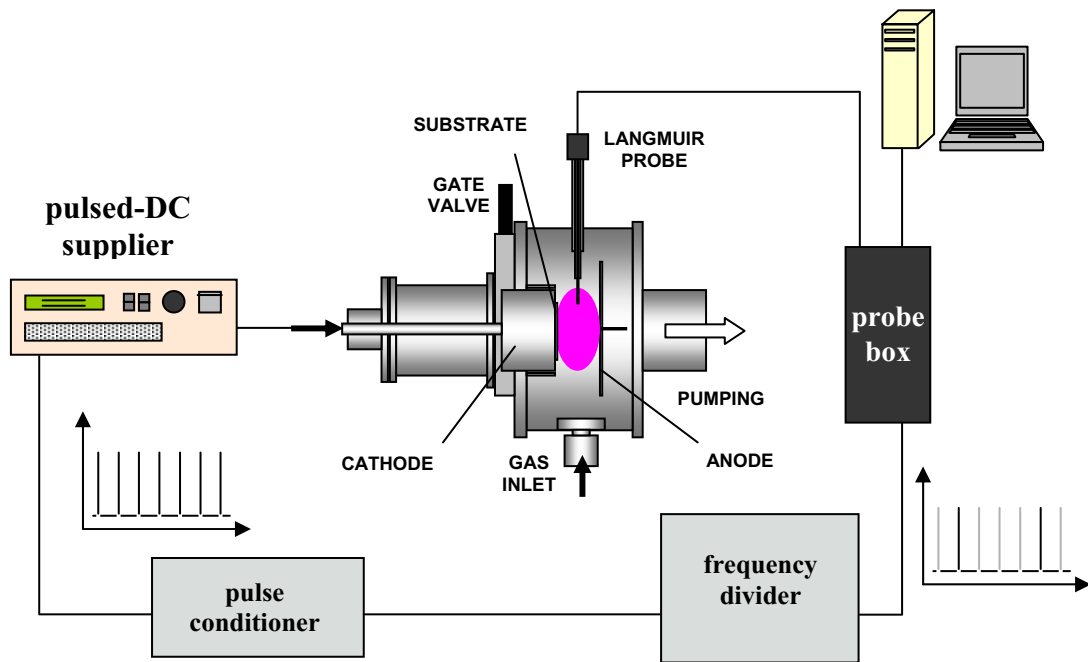 SUBSTRATE
LANGMUIR
PROBE
GATE
VALVE
pulsed-DC
supplier
probe
box
PUMPING
CATHODE
GAS
INLET
ANODE
pulse
conditioner
frequency
divider